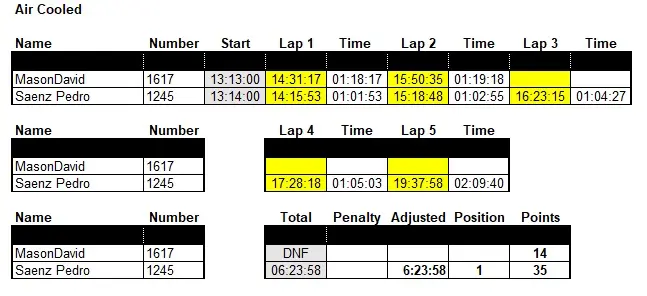 Air Cooled
Name Number Start Lap 1 Time Lap 2 Time Lap 3 Time
MasonDavid 1617 13:13:00 14:31:17 01:18:17 15:50:35 01:19:18
Saenz Pedro 1245 13:14:00 14:15:53 01:01:53 15:18:48 01:02:55 16:23:15 01:04:27
Name Number Lap 4 Time Lap 5 Time
MasonDavid 1617
Saenz Pedro 1245 17:28:18 01:05:03 19:37:58 02:09:40
Name Number Total Penalty Adjusted Position Points
MasonDavid 1617 DNF 14
Saenz Pedro 1245 06:23:58 6:23:58 1 35